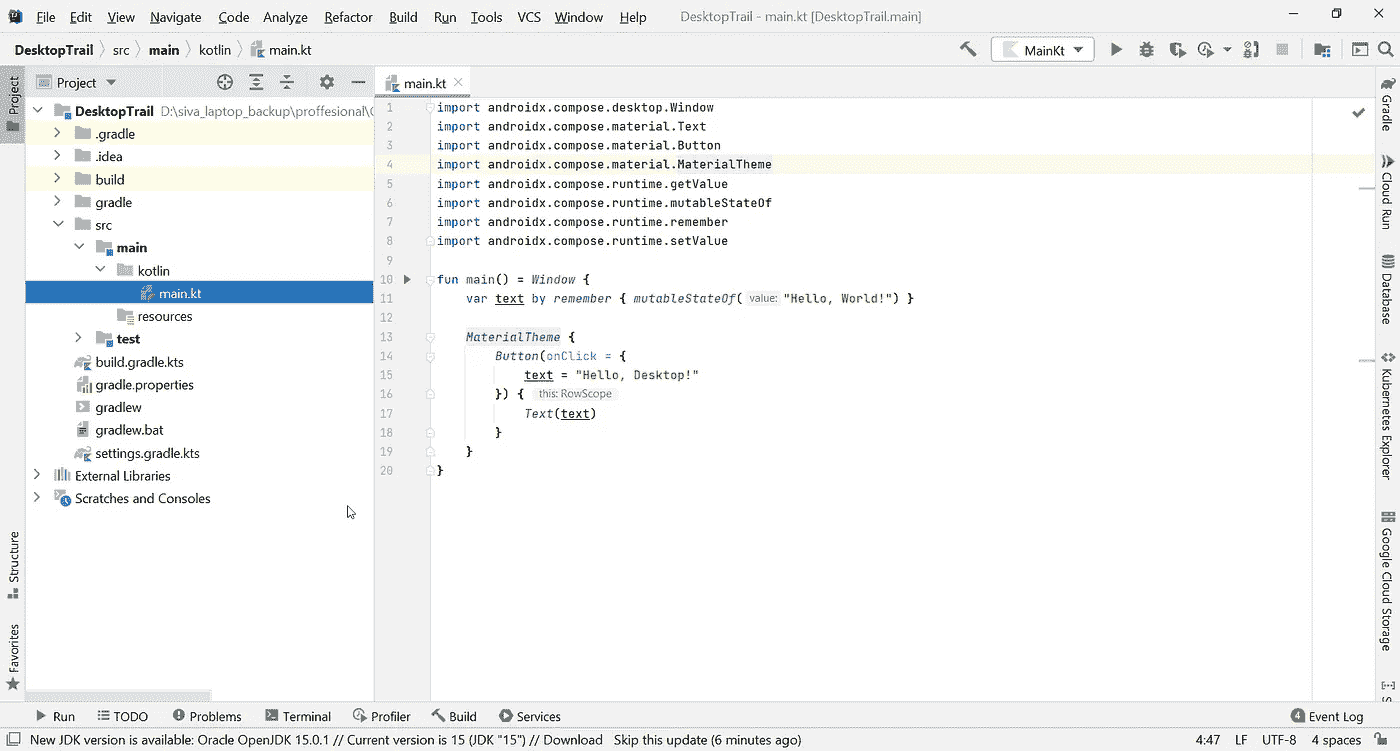 File Edit View Navigate Code Analyze Refactor Build Run Tools VCS Window Help DesktopTrail - main.kt [DesktopTrail.main]
DesktopTrail src main kotlin main.kt MainKt
Project
main.kt
Project
DesktopTrail D:\siva_laptop_backup\proffesional\
.gradle
.idea
build
gradle
src
main
kotlin
main.kt
resources
test
build.gradle.kts
gradle.properties
gradlew
gradlew.bat
settings.gradle.kts
External Libraries
Scratches and Consoles
Structure
Favorites
1 import androidx.compose.desktop.Window
2 import androidx.compose.material.Text
3 import androidx.compose.material.Button
4 import androidx.compose.material.MaterialTheme
5 import androidx.compose.runtime.getValue
6 import androidx.compose.runtime.mutableStateOf
7 import androidx.compose.runtime.remember
8 import androidx.compose.runtime.setValue
9
10 fun main() = Window {
11 var text by remember { mutableStateOf( value: "Hello, World!") }
12
13 MaterialTheme {
14 Button(onClick = {
15 text = "Hello, Desktop!"
16 }) { this: RowScope
17 Text(text)
18 }
19 }
20 }
Gradle
Cloud Run
Database
Kubernetes Explorer
Google Cloud Storage
Run TODO Problems Terminal Profiler Build Services 4 Event Log
New JDK version is available: Oracle OpenJDK 15.0.1 // Current version is 15 (JDK "15") // Download Skip this update (6 minutes ago) 4:47 LF UTF-8 4 spaces